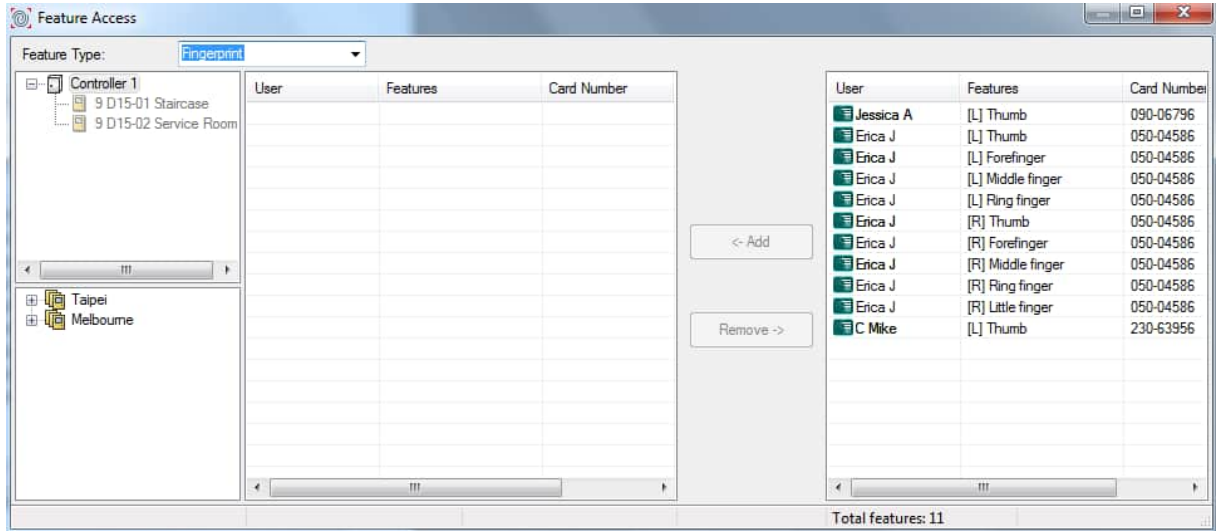 Feature Access
Feature Type: Fingerprint
Controller 1
9 D15-01 Staircase
9 D15-02 Service Room
Taipei
Melbourne
User Features Card Number
<- Add
Remove ->
User Features Card Number
Jessica A [L] Thumb 090-06796
Erica J [L] Thumb 050-04586
Erica J [L] Forefinger 050-04586
Erica J [L] Middle finger 050-04586
Erica J [L] Ring finger 050-04586
Erica J [R] Thumb 050-04586
Erica J [R] Forefinger 050-04586
Erica J [R] Middle finger 050-04586
Erica J [R] Ring finger 050-04586
Erica J [R] Little finger 050-04586
C Mike [L] Thumb 230-63956
Total features: 11